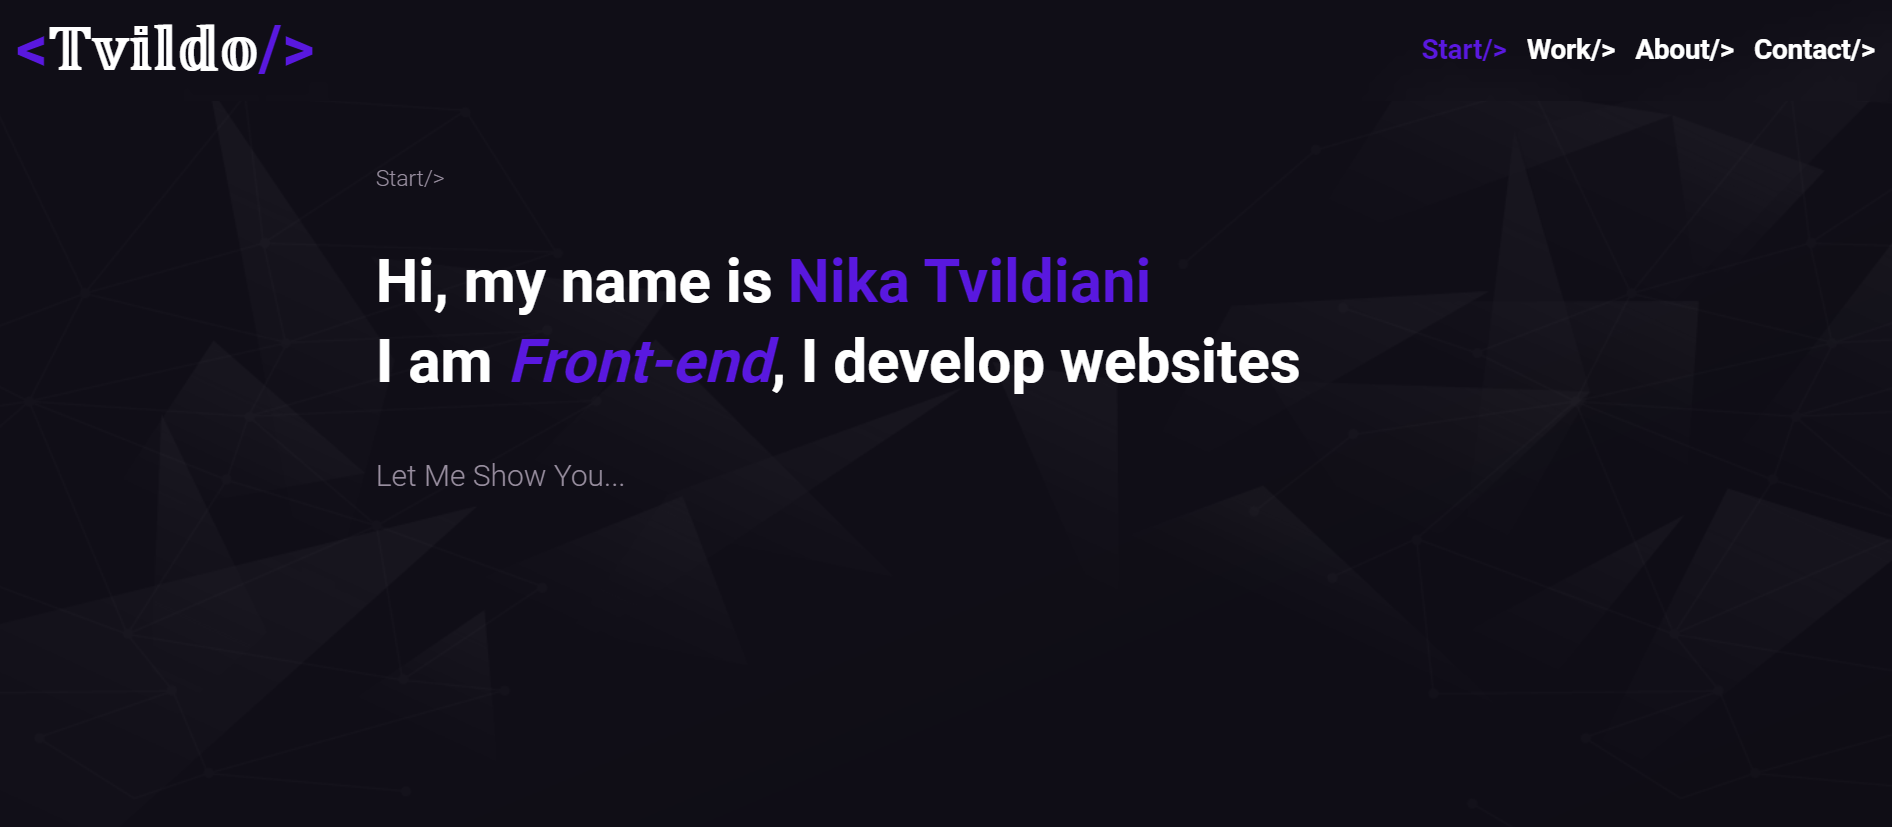 <Tvildo/>
Start/> Work/> About/> Contact/>
Start/>
Hi, my name is Nika Tvildiani
I am Front-end, I develop websites
Let Me Show You...